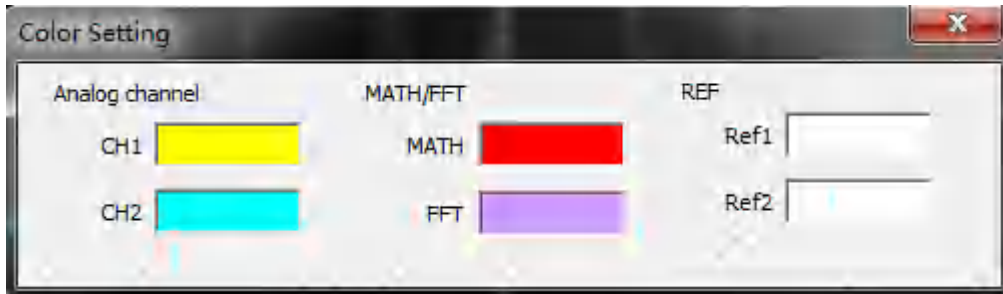 Color Setting
Analog channel
MATH/FFT
REF
CH1
MATH
Ref1
CH2
FFT
Ref2